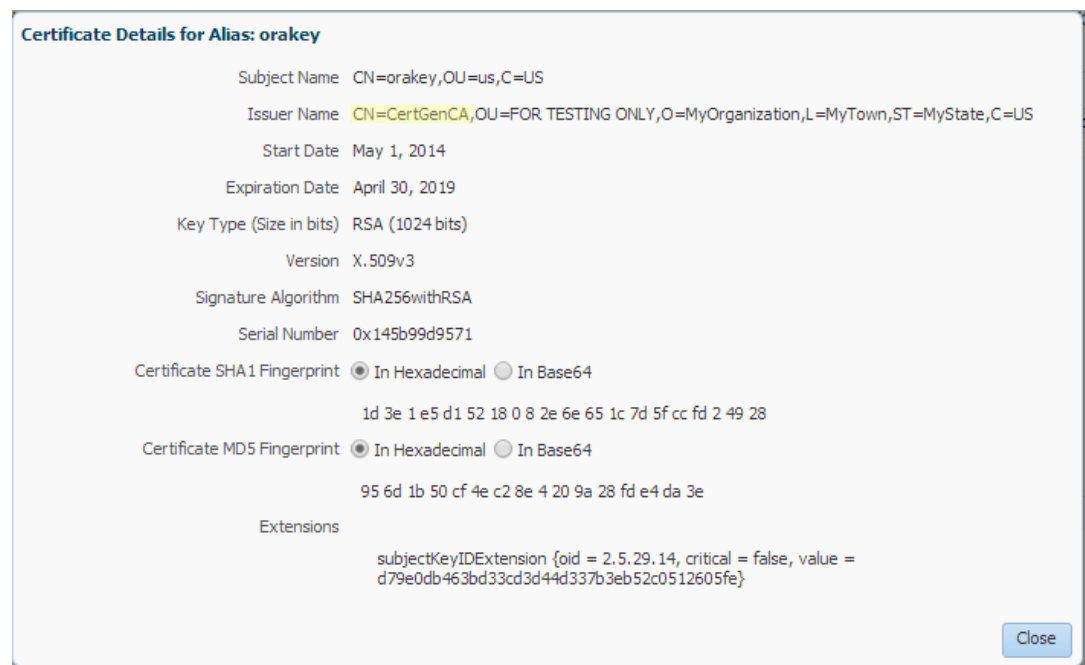 Certificate Details for Alias: orakey
Subject Name CN=orakey,OU=us,C=US
Issuer Name CN=CertGenCA,OU=FOR TESTING ONLY,O=MyOrganization,L=MyTown,ST=MyState,C=US
Start Date May 1, 2014
Expiration Date April 30, 2019
Key Type (Size in bits) RSA (1024 bits)
Version X.509v3
Signature Algorithm SHA256withRSA
Serial Number 0x145b99d9571
Certificate SHA1 Fingerprint In Hexadecimal In Base64
1d 3e 1 e5 d1 52 18 0 8 2e 6e 65 1c 7d 5f cc fd 2 49 28
Certificate MD5 Fingerprint In Hexadecimal In Base64
95 6d 1b 50 cf 4e c2 8e 4 20 9a 28 fd e4 da 3e
Extensions
subjectKeyIDExtension {oid = 2.5.29.14, critical = false, value =
d79e0db463bd33cd3d44d337b3eb52c0512605fe}
Close